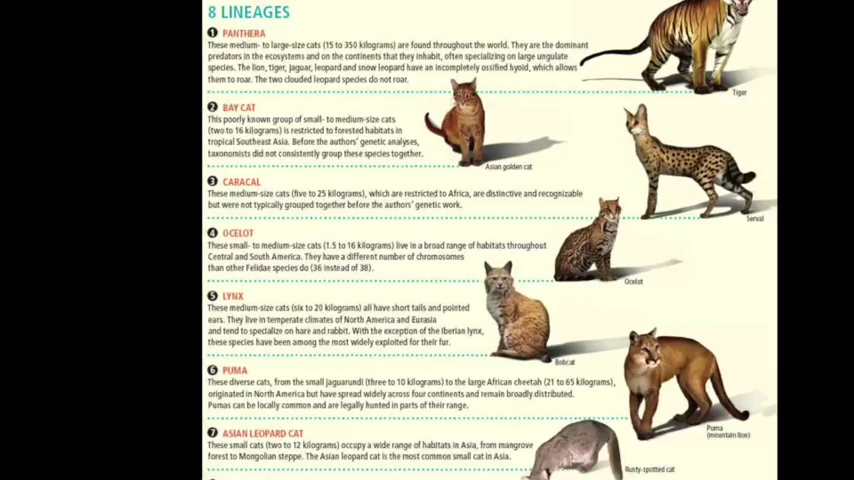 8 LINEAGES
1 PANTHERA
These medium- to large-size cats (15 to 350 kilograms) are found throughout the world. They are the dominant
predators in the ecosystems and on the continents that they inhabit, often specializing on large ungulate
species. The lion, tiger, jaguar, leopard and snow leopard have an incompletely ossified hyoid, which allows
them to roar. The two clouded leopard species do not roar.
Tiger
2 BAY CAT
This poorly known group of small- to medium-size cats
(two to 16 kilograms) is restricted to forested habitats in
tropical Southeast Asia. Before the authors' genetic analyses,
taxonomists did not consistently group these species together.
Asian golden cat
3 CARACAL
These medium-size cats (five to 25 kilograms), which are restricted to Africa, are distinctive and recognizable
but were not typically grouped together before the authors' genetic work.
Serval
4 OCELOT
These small- to medium-size cats (1.5 to 16 kilograms) live in a broad range of habitats throughout
Central and South America. They have a different number of chromosomes
than other Felidae species do (36 instead of 38).
Ocelot
5 LYNX
These medium-size cats (six to 20 kilograms) all have short tails and pointed
ears. They live in temperate climates of North America and Eurasia
and tend to specialize on hare and rabbit. With the exception of the Iberian lynx,
these species have been among the most widely exploited for their fur.
Bobcat
6 PUMA
These diverse cats, from the small jaguarundi (three to 10 kilograms) to the large African cheetah (21 to 65 kilograms),
originated in North America but have spread widely across four continents and remain broadly distributed.
Pumas can be locally common and are legally hunted in parts of their range.
Puma
(mountain lion)
7 ASIAN LEOPARD CAT
These small cats (two to 12 kilograms) occupy a wide range of habitats in Asia, from mangrove
forest to Mongolian steppe. The Asian leopard cat is the most common small cat in Asia.
Rusty-spotted cat